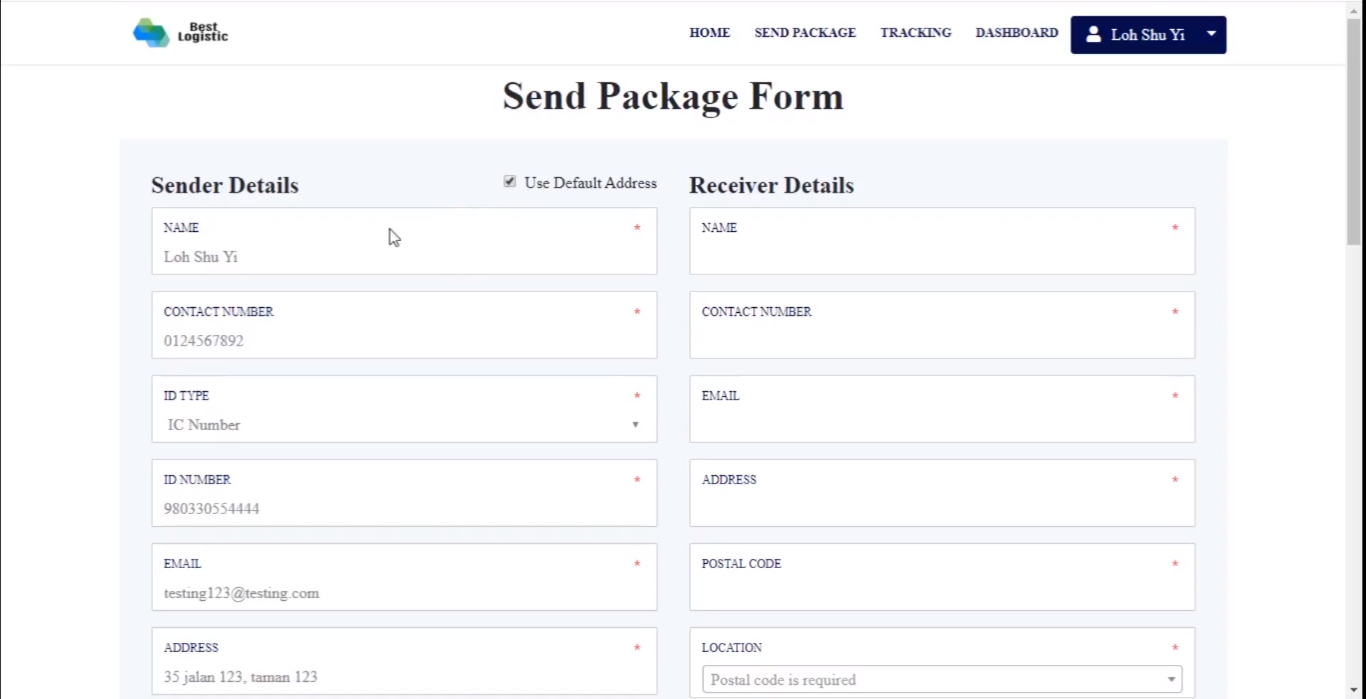 Best
Logistic
HOME SEND PACKAGE TRACKING DASHBOARD Loh Shu Yi
Send Package Form
Sender Details
Use Default Address
NAME *
Loh Shu Yi
CONTACT NUMBER *
0124567892
ID TYPE *
IC Number
ID NUMBER *
980330554444
EMAIL *
testing123@testing.com
ADDRESS *
35 jalan 123, taman 123
Receiver Details
NAME *
CONTACT NUMBER *
EMAIL *
ADDRESS *
POSTAL CODE *
LOCATION *
Postal code is required